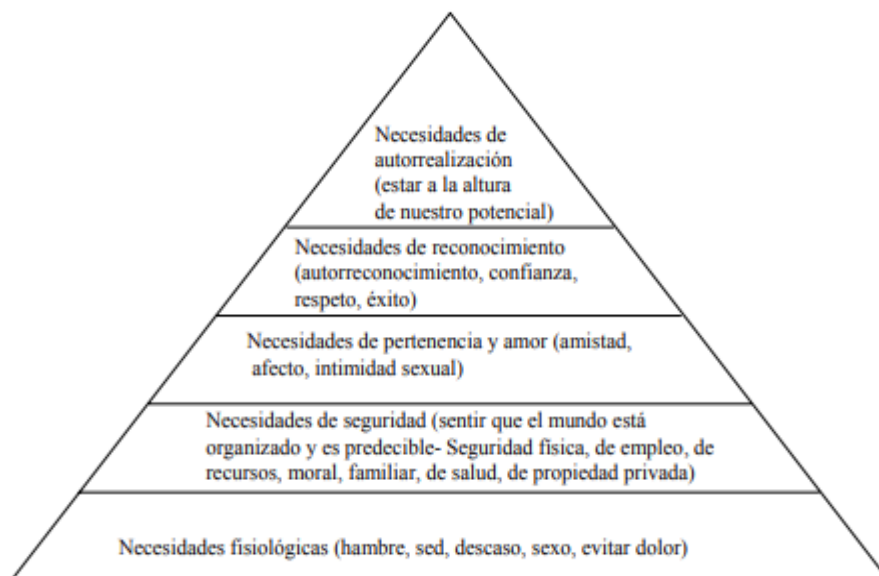 Necesidades de
autorrealización
(estar a la altura
de nuestro potencial)
Necesidades de reconocimiento
(autorreconocimiento, confianza,
respeto, éxito)
Necesidades de pertenencia y amor (amistad,
afecto, intimidad sexual)
Necesidades de seguridad (sentir que el mundo está
organizado y es predecible- Seguridad física, de empleo, de
recursos, moral, familiar, de salud, de propiedad privada)
Necesidades fisiológicas (hambre, sed, descaso, sexo, evitar dolor)